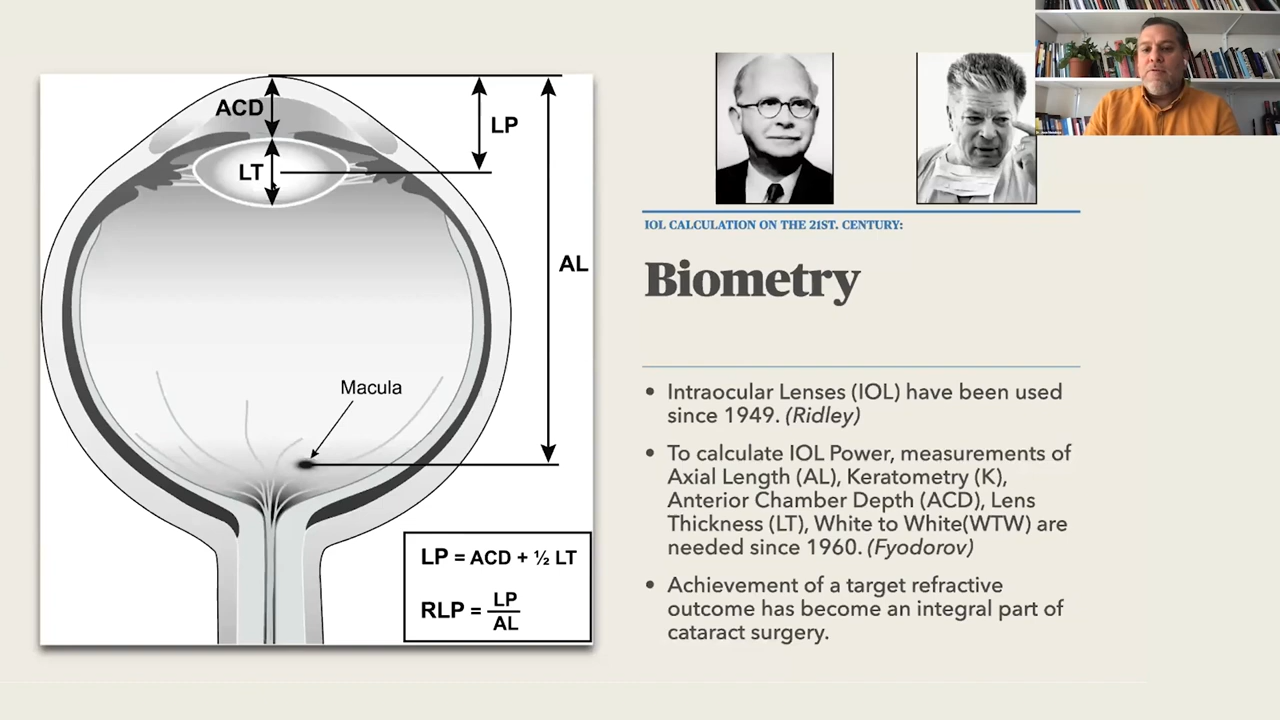 ACD
LP
LT
AL
Macula
LP = ACD + ½ LT
RLP = LP
AL
IOL CALCULATION ON THE 21ST. CENTURY:
Biometry
• Intraocular Lenses (IOL) have been used
since 1949. (Ridley)
• To calculate IOL Power, measurements of
Axial Length (AL), Keratometry (K),
Anterior Chamber Depth (ACD), Lens
Thickness (LT), White to White(WTW) are
needed since 1960. (Fyodorov)
• Achievement of a target refractive
outcome has become an integral part of
cataract surgery.